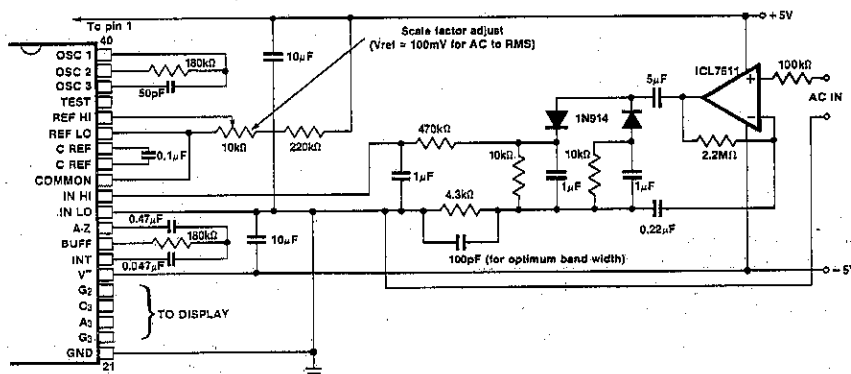 To pin 1
40
OSC 1
OSC 2
OSC 3
TEST
REF HI
REF LO
C REF
C REF
COMMON
IN HI
IN LO
A-Z
BUFF
INT
V⁻
G2
C3
A3
G3
GND
21
180kΩ
50pF
0.1µF
0.47µF
180kΩ
0.047µF
TO DISPLAY
10µF
10µF
Scale factor adjust
(Vref = 100mV for AC to RMS)
10kΩ
220kΩ
470kΩ
1µF
4.3kΩ
100pF (for optimum band width)
10kΩ
1N914
1µF
10kΩ
1µF
5µF
ICL7611
+
-
100kΩ
AC IN
2.2MΩ
0.22µF
+5V
-5V